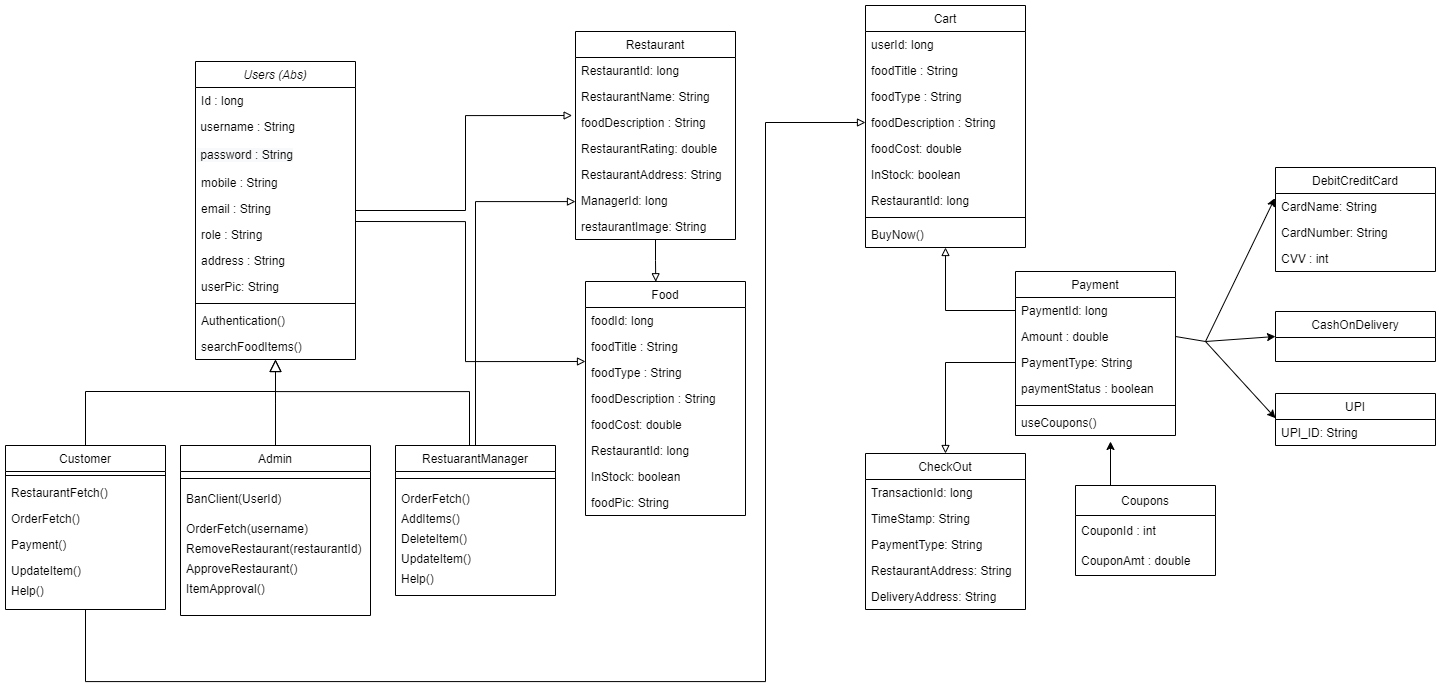 Users (Abs)
Id : long
username : String
password : String
mobile : String
email : String
role : String
address : String
userPic: String
Authentication()
searchFoodItems()
Customer
RestaurantFetch()
OrderFetch()
Payment()
UpdateItem()
Help()
Admin
BanClient(UserId)
OrderFetch(username)
RemoveRestaurant(restaurantId)
ApproveRestaurant()
ItemApproval()
RestuarantManager
OrderFetch()
AddItems()
DeleteItem()
UpdateItem()
Help()
Restaurant
RestaurantId: long
RestaurantName: String
foodDescription : String
RestaurantRating: double
RestaurantAddress: String
ManagerId: long
restaurantImage: String
Food
foodId: long
foodTitle : String
foodType : String
foodDescription : String
foodCost: double
RestaurantId: long
InStock: boolean
foodPic: String
Cart
userId: long
foodTitle : String
foodType : String
foodDescription : String
foodCost: double
InStock: boolean
RestaurantId: long
BuyNow()
Payment
PaymentId: long
Amount : double
PaymentType: String
paymentStatus : boolean
useCoupons()
CheckOut
TransactionId: long
TimeStamp: String
PaymentType: String
RestaurantAddress: String
DeliveryAddress: String
Coupons
CouponId : int
CouponAmt : double
DebitCreditCard
CardName: String
CardNumber: String
CVV : int
CashOnDelivery
UPI
UPI_ID: String